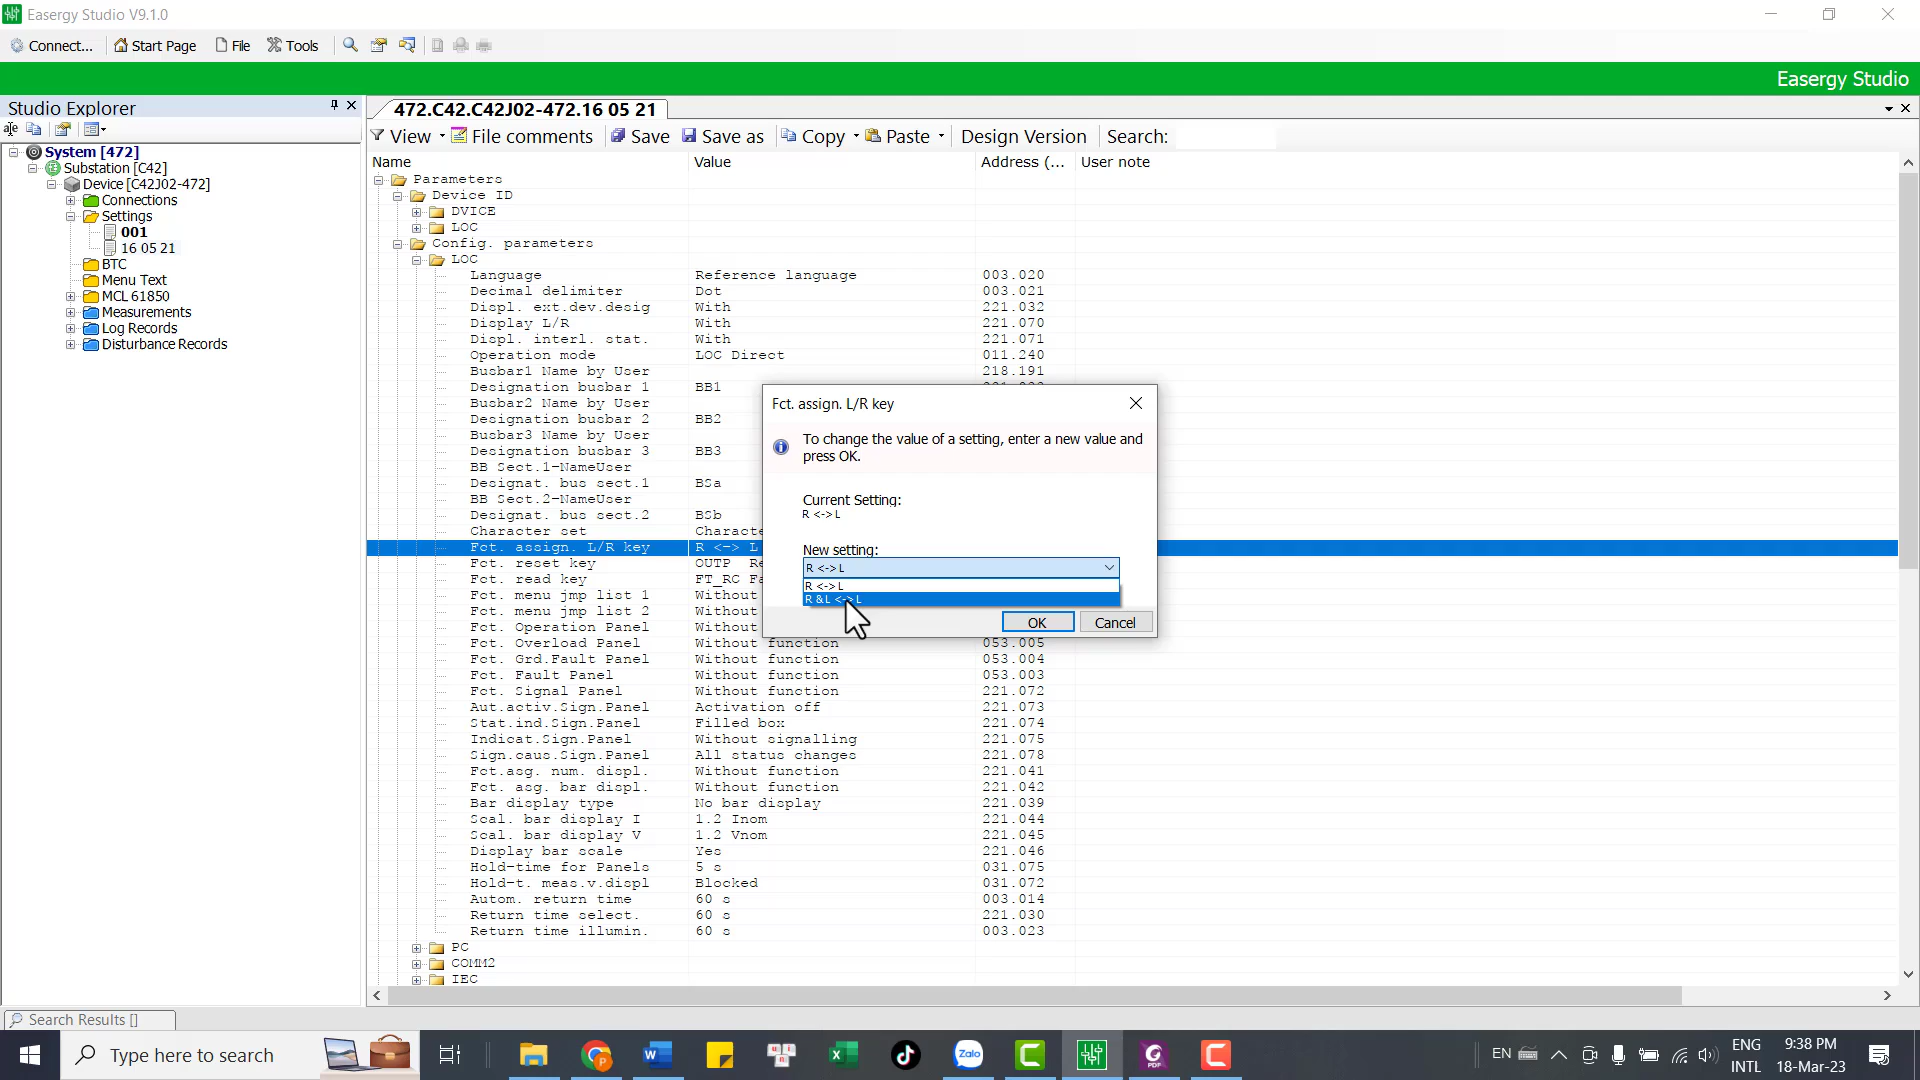 Easergy Studio V9.1.0
Connect... Start Page File Tools
Easergy Studio
Studio Explorer
472.C42.C42J02-472.16 05 21
View File comments Save Save as Copy Paste Design Version Search:
Name Value Address (... User note
System [472]
Substation [C42]
Device [C42J02-472]
Connections
Settings
001
16 05 21
BTC
Menu Text
MCL 61850
Measurements
Log Records
Disturbance Records
Parameters
Device ID
DVICE
LOC
Config. parameters
LOC
Language Reference language 003.020
Decimal delimiter Dot 003.021
Displ. ext.dev.desig With 221.032
Display L/R With 221.070
Displ. interl. stat. With 221.071
Operation mode LOC Direct 011.240
Busbar1 Name by User 218.191
Designation busbar 1 BB1
Busbar2 Name by User
Designation busbar 2 BB2
Busbar3 Name by User
Designation busbar 3 BB3
BB Sect.1-NameUser
Designat. bus sect.1 BSa
BB Sect.2-NameUser
Designat. bus sect.2 BSb
Character set Characte
Fct. assign. L/R key R <-> L
Fct. reset key OUTP Re
Fct. read key FT_RC Fa
Fct. menu jmp list 1 Without
Fct. menu jmp list 2 Without
Fct. Operation Panel Without
Fct. Overload Panel Without function 053.005
Fct. Grd.Fault Panel Without function 053.004
Fct. Fault Panel Without function 053.003
Fct. Signal Panel Without function 221.072
Aut.activ.Sign.Panel Activation off 221.073
Stat.ind.Sign.Panel Filled box 221.074
Indicat.Sign.Panel Without signalling 221.075
Sign.caus.Sign.Panel All status changes 221.078
Fct.asg. num. displ. Without function 221.041
Fct. asg. bar displ. Without function 221.042
Bar display type No bar display 221.039
Scal. bar display I 1.2 Inom 221.044
Scal. bar display V 1.2 Vnom 221.045
Display bar scale Yes 221.046
Hold-time for Panels 5 s 031.075
Hold-t. meas.v.displ Blocked 031.072
Autom. return time 60 s 003.014
Return time select. 60 s 221.030
Return time illumin. 60 s 003.023
PC
COMM2
IEC
Fct. assign. L/R key
To change the value of a setting, enter a new value and
press OK.
Current Setting:
R <-> L
New setting:
R <-> L
R <-> L
R & L <-> L
OK Cancel
Search Results []
Type here to search
Zalo
PDF
EN
ENG
INTL
9:38 PM
18-Mar-23